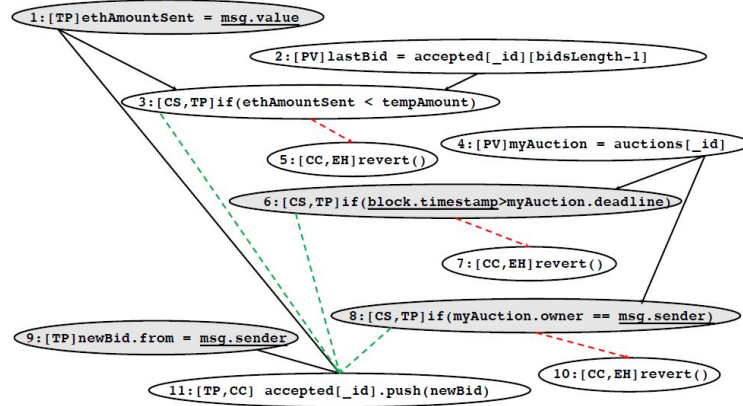 1:[TP]ethAmountSent = msg.value
2:[PV]lastBid = accepted[_id][bidsLength-1]
3:[CS,TP]if(ethAmountSent < tempAmount)
4:[PV]myAuction = auctions[_id]
5:[CC,EH]revert()
6:[CS,TP]if(block.timestamp>myAuction.deadline)
7:[CC,EH]revert()
8:[CS,TP]if(myAuction.owner == msg.sender)
9:[TP]newBid.from = msg.sender
10:[CC,EH]revert()
11:[TP,CC] accepted[_id].push(newBid)